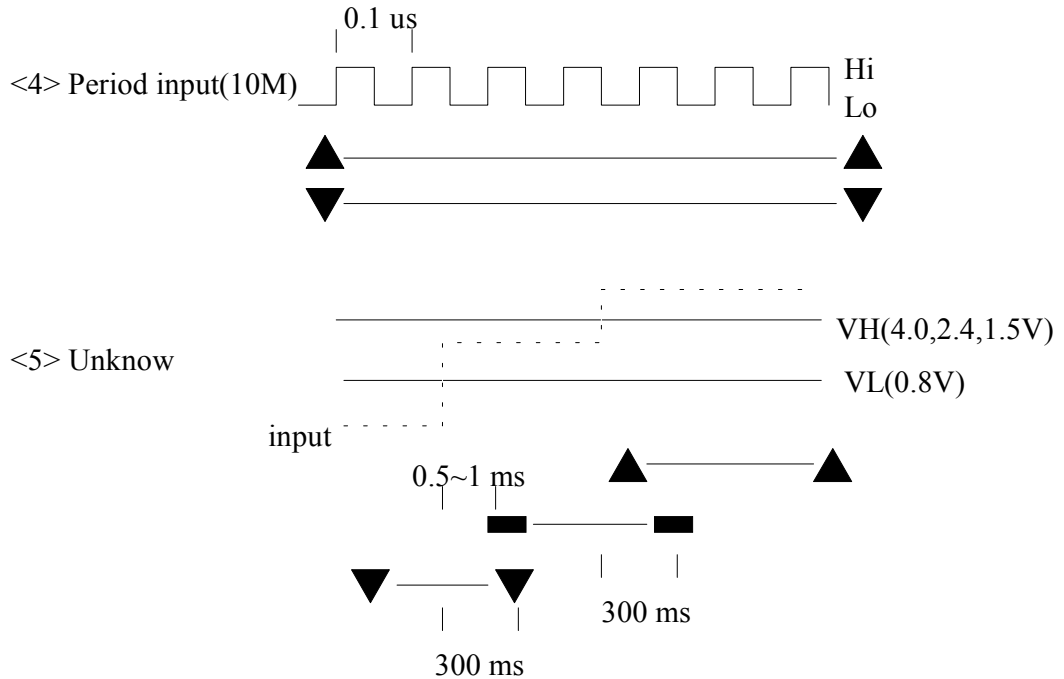 0.1 us
<4> Period input(10M)
Hi
Lo
VH(4.0,2.4,1.5V)
<5> Unknow
VL(0.8V)
input
0.5~1 ms
300 ms
300 ms